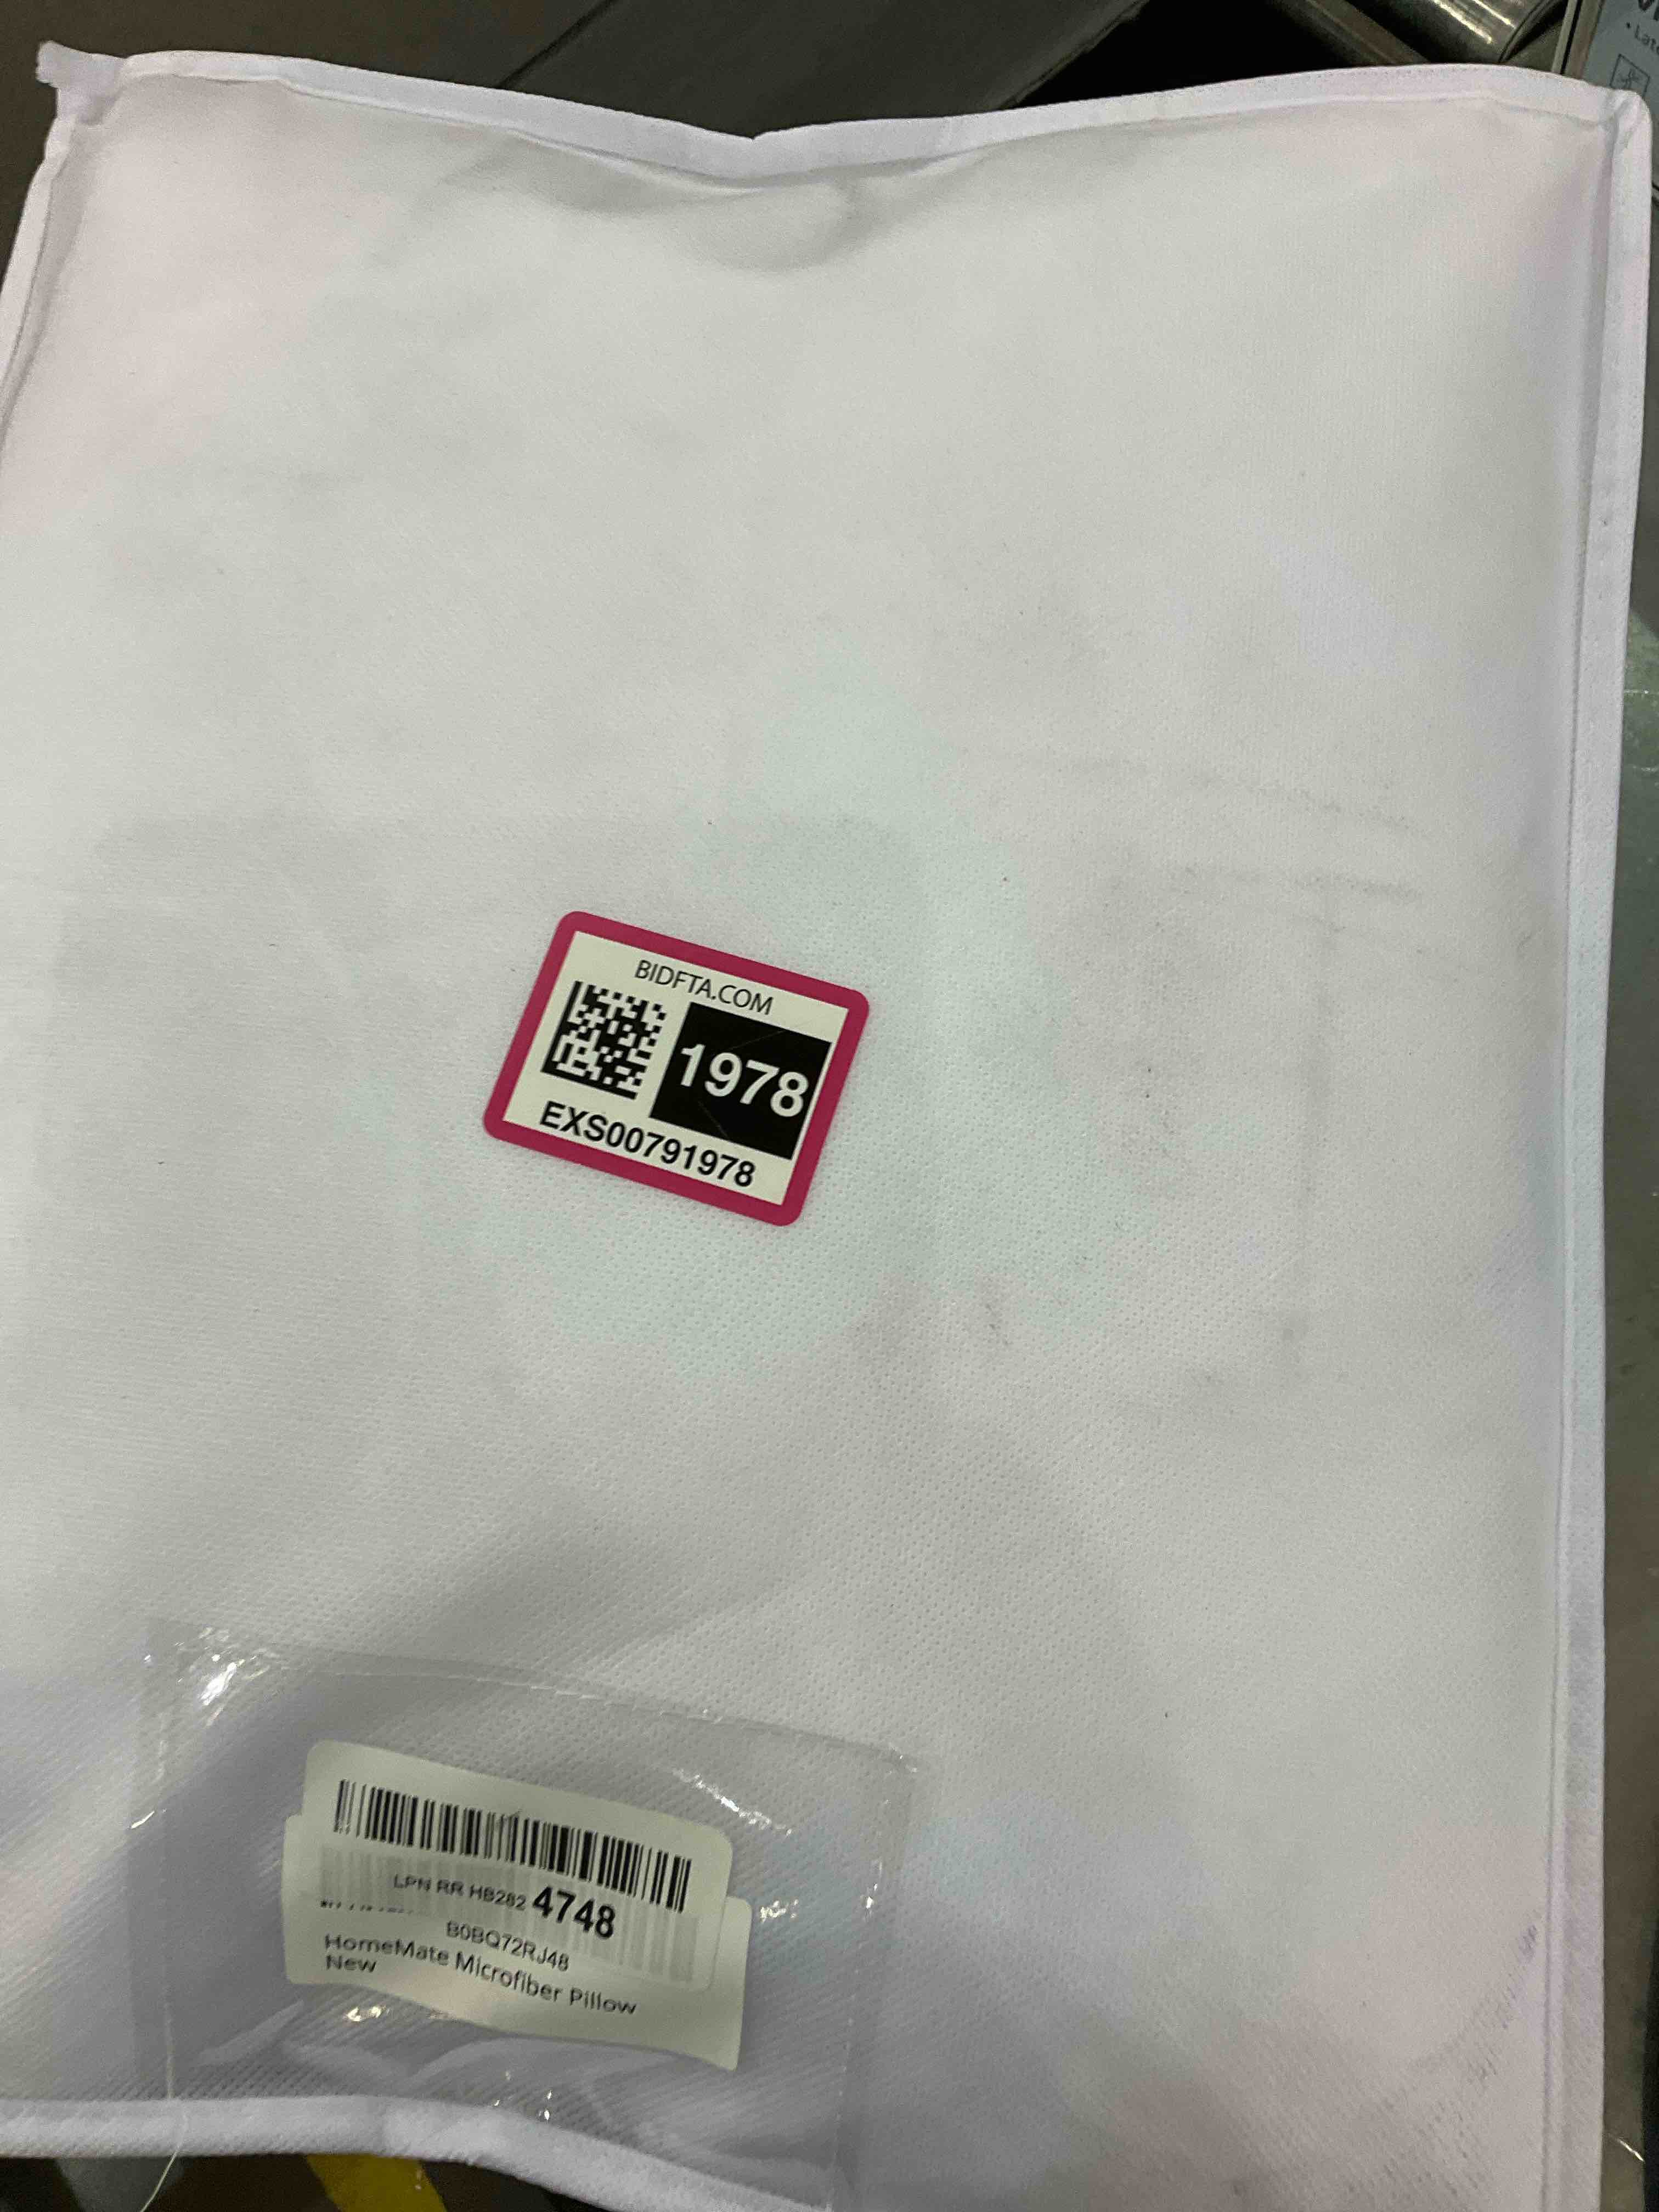 BIDFTA.COM
1978
EXS00791978
LPN RR HB282 4748
B0BQ72RJ48
HomeMate Microfiber Pillow
New